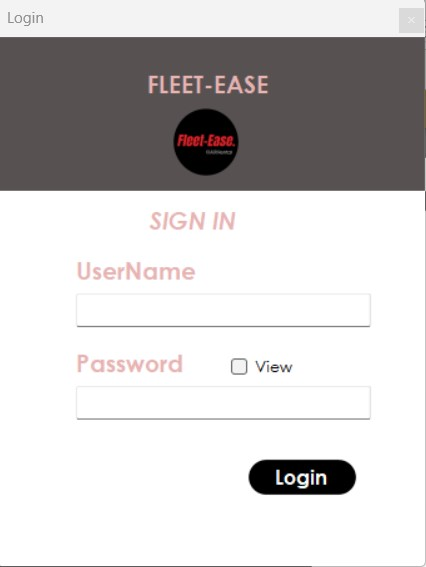 Login
FLEET-EASE
Fleet-Ease.
SIGN IN
UserName
Password View
Login